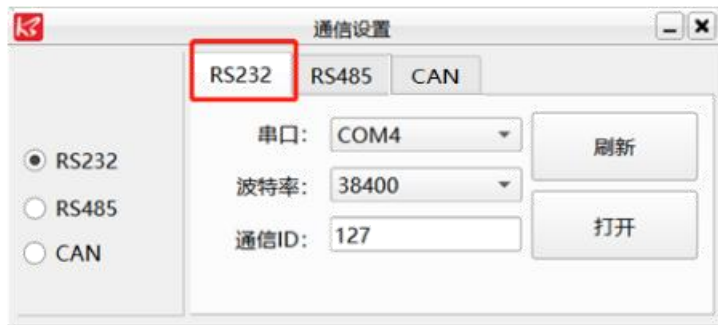 通信设置
RS232 RS485 CAN
RS232
RS485
CAN
串口: COM4
波特率: 38400
通信ID: 127
刷新
打开